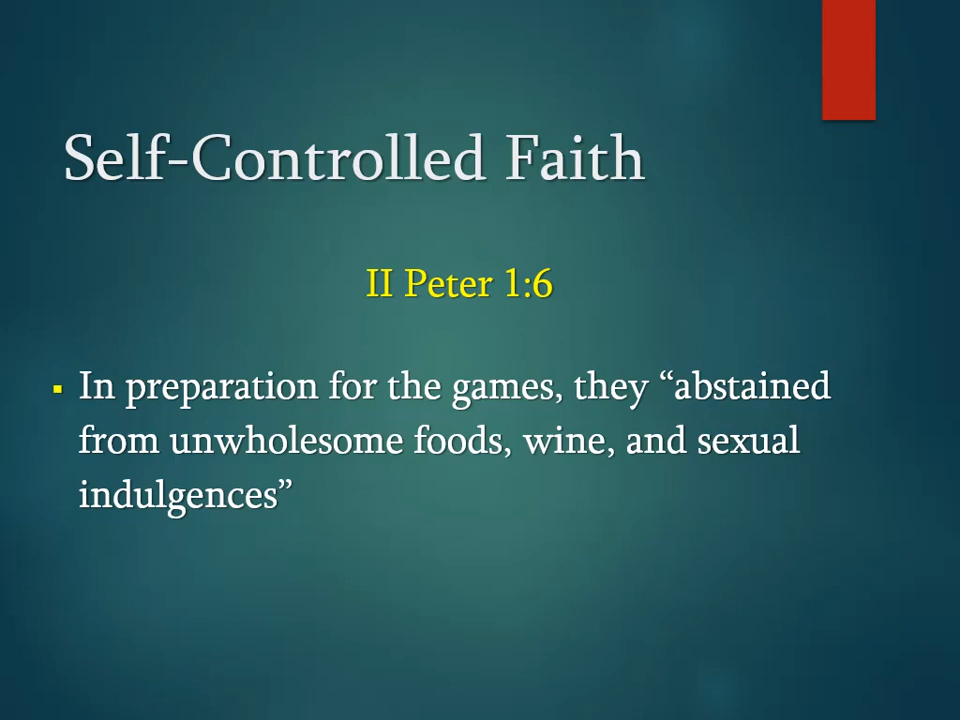 Self-Controlled Faith
II Peter 1:6
▪ In preparation for the games, they “abstained
from unwholesome foods, wine, and sexual
indulgences”